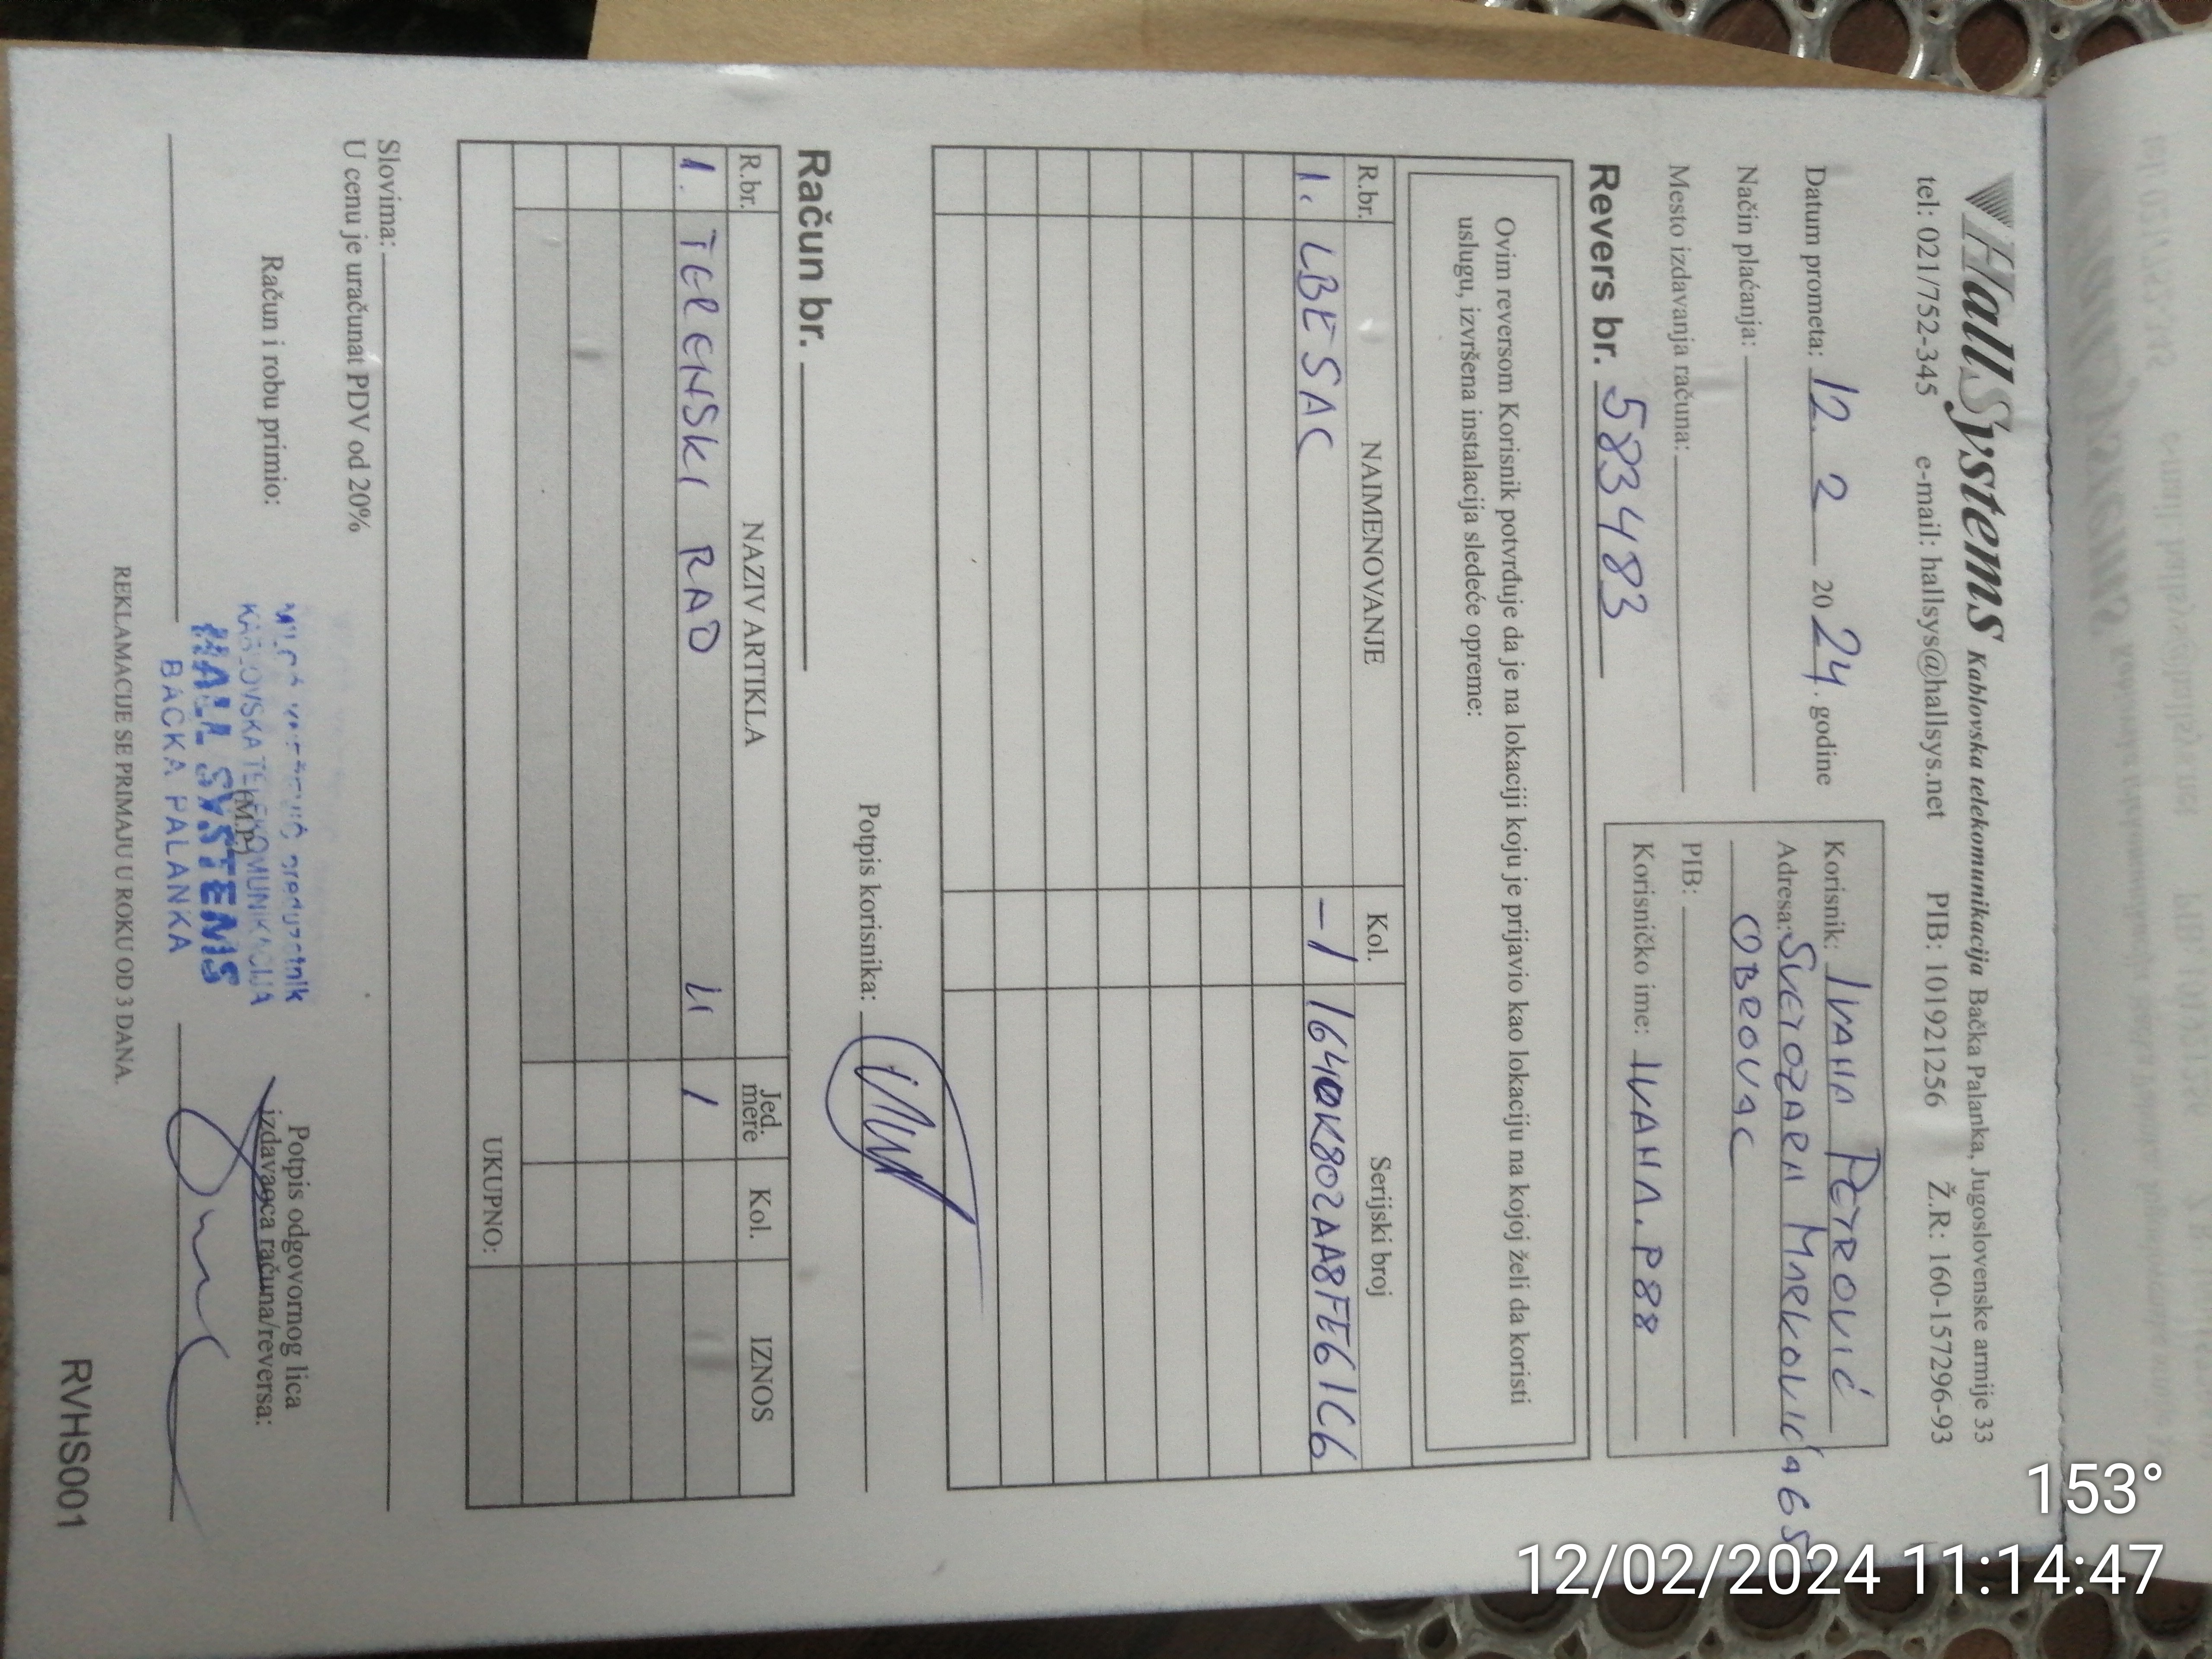 HallSystems Kablovska telekomunikacija Bačka Palanka, Jugoslovenske armije 33
tel: 021/752-345 e-mail: hallsys@hallsys.net PIB: 101921256 Ž.R.: 160-157296-93
Datum prometa: 12. 2 2024. godine
Način plaćanja:
Mesto izdavanja računa:
Korisnik: IVANA PETROVIĆ
Adresa: SVETOZARA MARKOVIĆA 65
OBROVAC
PIB:
Korisničko ime: IVANA.P88
Revers br. 583483
Ovim reversom Korisnik potvrđuje da je na lokaciji koju je prijavio kao lokaciju na kojoj želi da koristi
uslugu, izvršena instalacija sledeće opreme:
R.br. NAIMENOVANJE Kol. Serijski broj
1. LBE 5AC -1 1640K802AA8FE61C6
Potpis korisnika:
Račun br.
R.br. NAZIV ARTIKLA Jed. mere Kol. IZNOS
1. TERENSKI RAD 1
UKUPNO:
Slovima:
U cenu je uračunat PDV od 20%
Račun i robu primio:
(M.P.)
preduzetnik
KABLOVSKA TELEKOMUNIKACIJA
HALL SYSTEMS
BAČKA PALANKA
Potpis odgovornog lica
izdavaoca računa/reversa:
REKLAMACIJE SE PRIMAJU U ROKU OD 3 DANA.
RVHS001
153°
12/02/2024 11:14:47